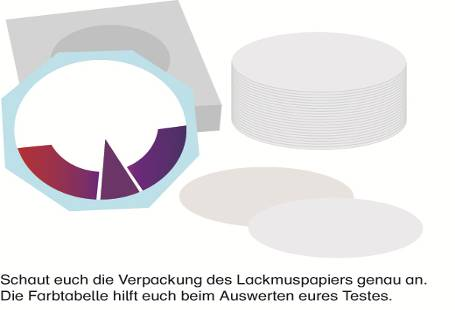 Schaut euch die Verpackung des Lackmuspapiers genau an.
Die Farbtabelle hilft euch beim Auswerten eures Testes.